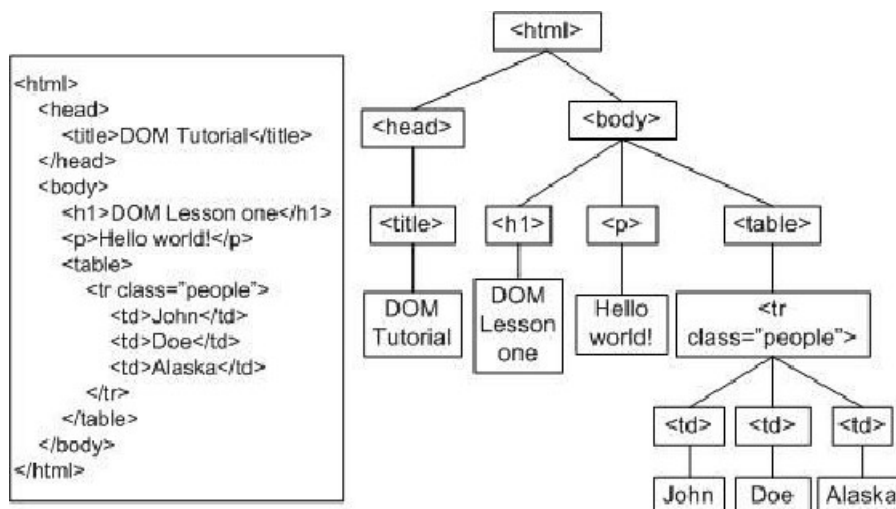 <html>
<head>
<title>DOM Tutorial</title>
</head>
<body>
<h1>DOM Lesson one</h1>
<p>Hello world!</p>
<table>
<tr class="people">
<td>John</td>
<td>Doe</td>
<td>Alaska</td>
</tr>
</table>
</body>
</html>
<html>
<head>
<body>
<title>
<h1>
<p>
<table>
DOM
Tutorial
DOM
Lesson
one
Hello
world!
<tr
class="people">
<td>
<td>
<td>
John
Doe
Alaska